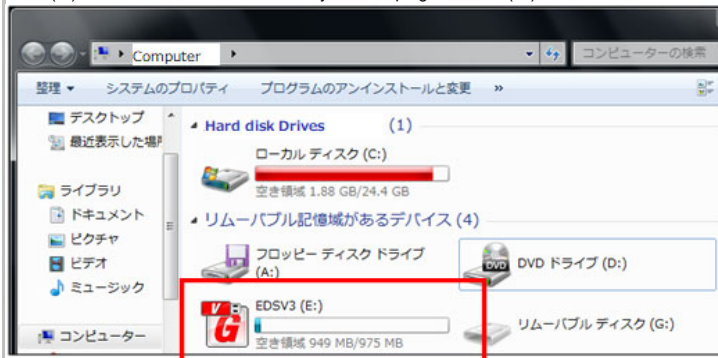 Computer
コンピューターの検索
整理 システムのプロパティ プログラムのアンインストールと変更 »
デスクトップ
最近表示した場所
ライブラリ
ドキュメント
ピクチャ
ビデオ
ミュージック
コンピューター
Hard disk Drives (1)
ローカル ディスク (C:)
空き領域 1.88 GB/24.4 GB
リムーバブル記憶域があるデバイス (4)
フロッピー ディスク ドライブ
(A:)
DVD
DVD ドライブ (D:)
V3
G
EDSV3 (E:)
空き領域 949 MB/975 MB
リムーバブル ディスク (G:)